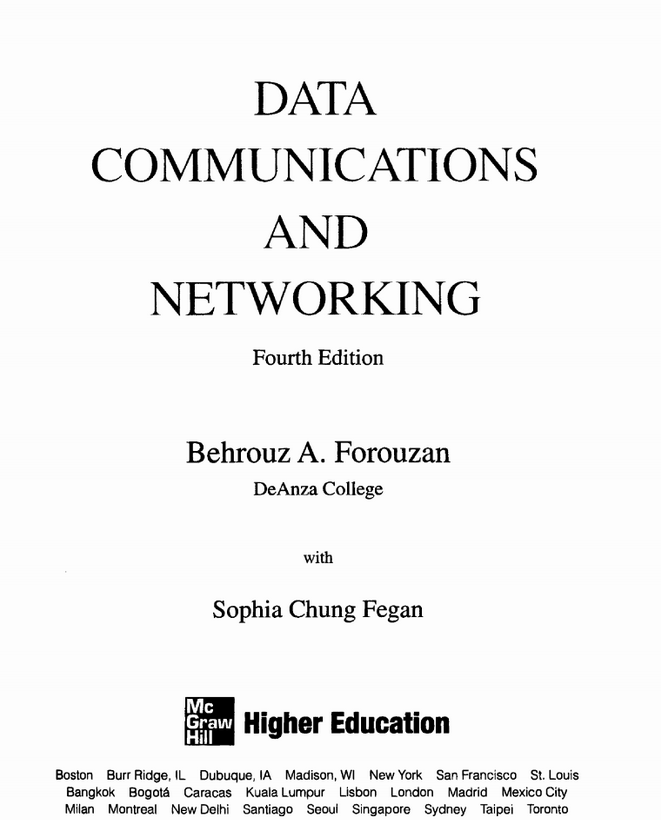 DATA
COMMUNICATIONS
AND
NETWORKING
Fourth Edition
Behrouz A. Forouzan
DeAnza College
with
Sophia Chung Fegan
Mc
Graw
Hill
Higher Education
Boston Burr Ridge, IL Dubuque, IA Madison, WI New York San Francisco St. Louis
Bangkok Bogotá Caracas Kuala Lumpur Lisbon London Madrid Mexico City
Milan Montreal New Delhi Santiago Seoul Singapore Sydney Taipei Toronto